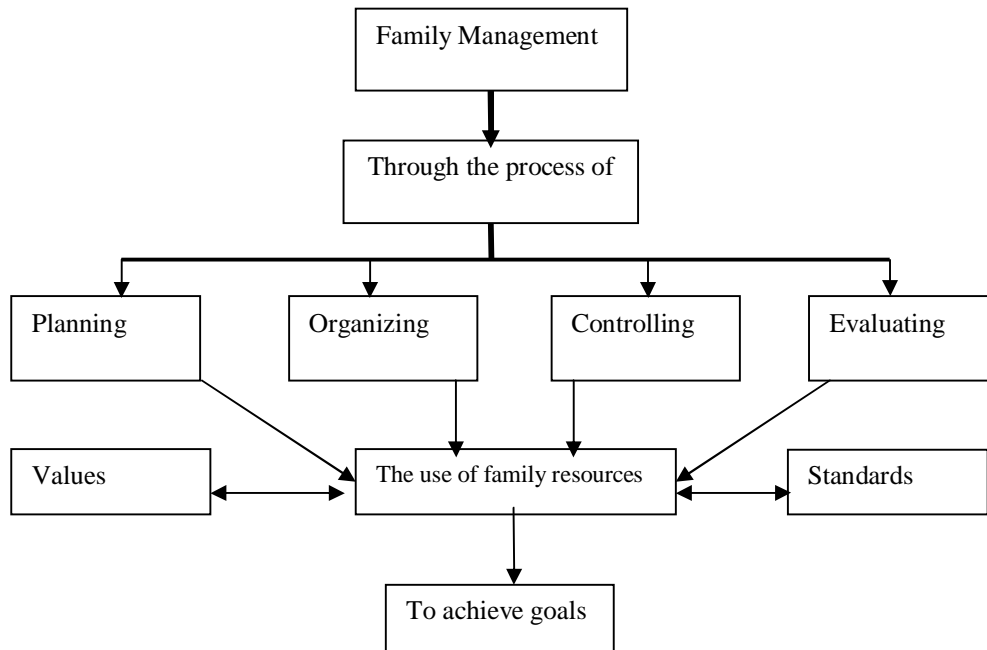 Family Management
Through the process of
Planning
Organizing
Controlling
Evaluating
Values
The use of family resources
Standards
To achieve goals